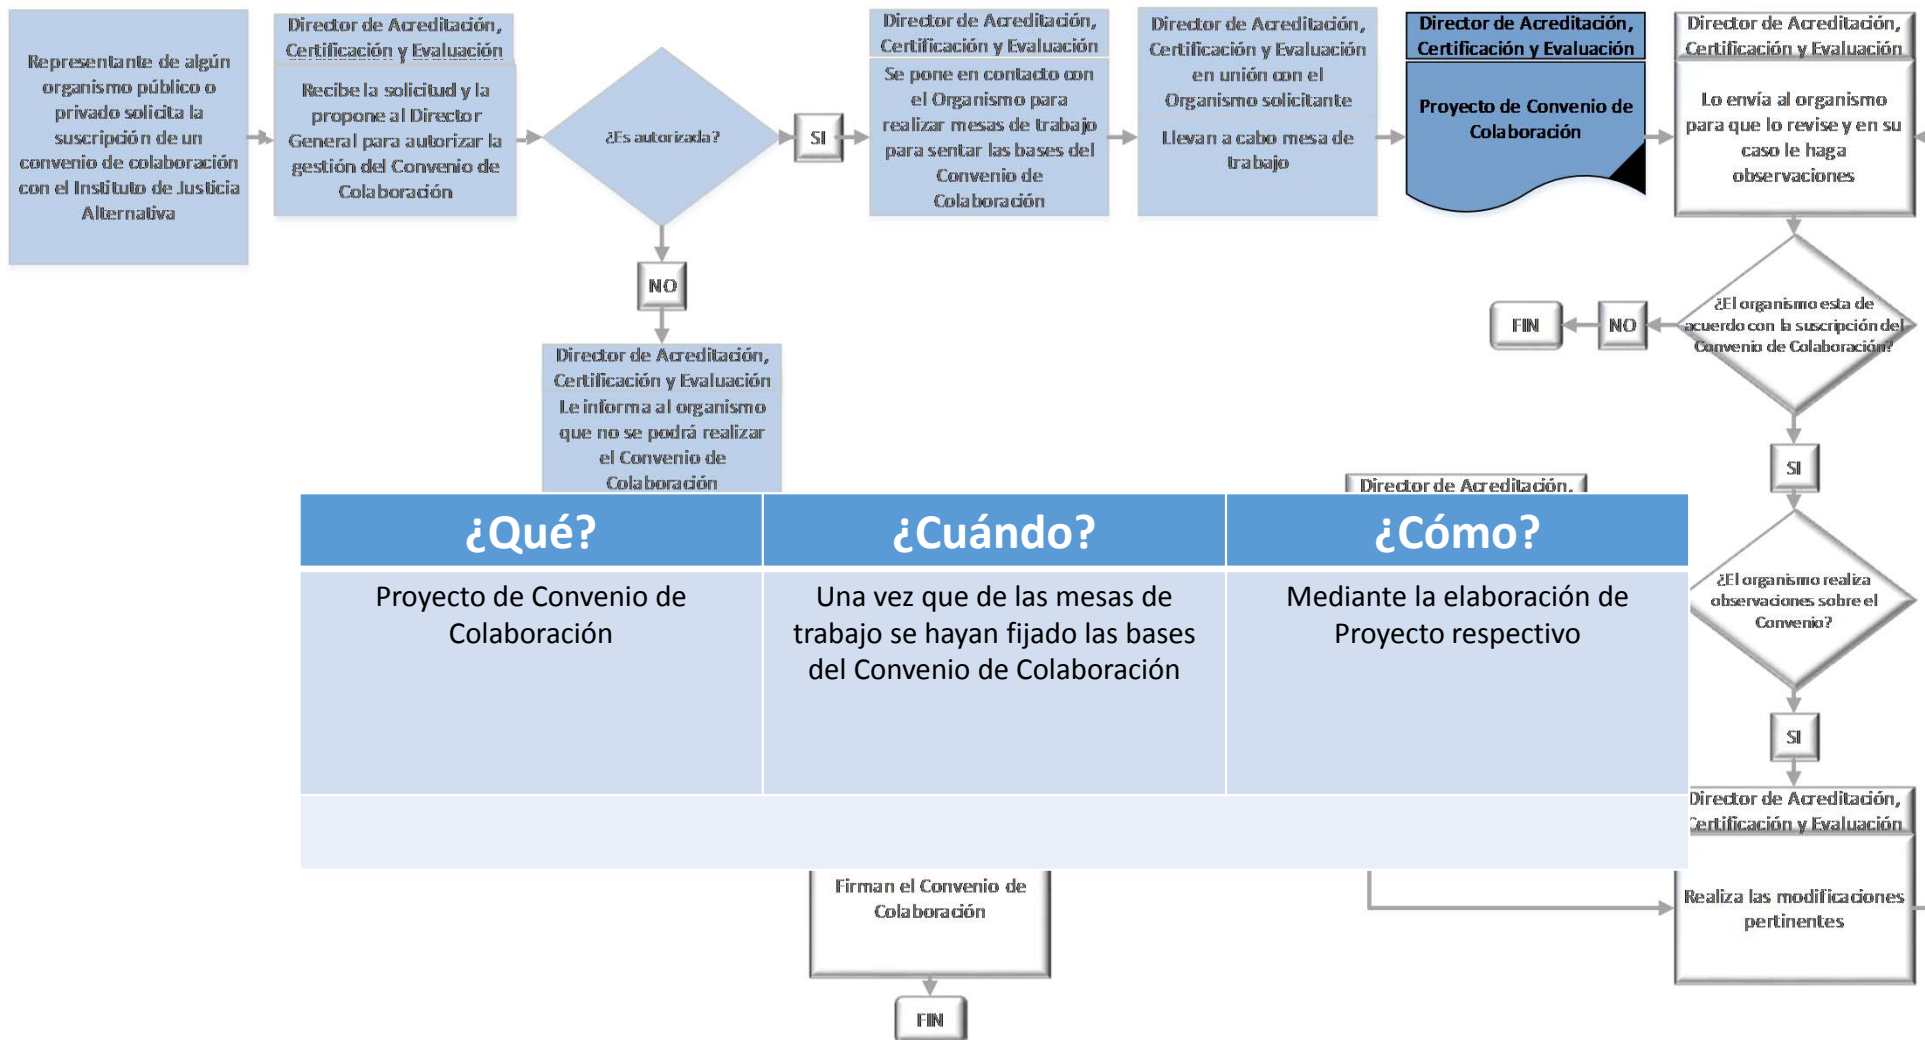 Representante de algún
organismo público o
privado solicita la
suscripción de un
convenio de colaboración
con el Instituto de Justicia
Alternativa
Director de Acreditación,
Certificación y Evaluación
Recibe la solicitud y la
propone al Director
General para autorizar la
gestión del Convenio de
Colaboración
¿Es autorizada?
SI
Director de Acreditación,
Certificación y Evaluación
Se pone en contacto con
el Organismo para
realizar mesas de trabajo
para sentar las bases del
Convenio de
Colaboración
Director de Acreditación,
Certificación y Evaluación
en unión con el
Organismo solicitante
Llevan a cabo mesa de
trabajo
Director de Acreditación,
Certificación y Evaluación
Proyecto de Convenio de
Colaboración
Director de Acreditación,
Certificación y Evaluación
Lo envía al organismo
para que lo revise y en su
caso le haga
observaciones
NO
Director de Acreditación,
Certificación y Evaluación
Le informa al organismo
que no se podrá realizar
el Convenio de
Colaboración
¿El organismo esta de
acuerdo con la suscripción del
Convenio de Colaboración?
NO
FIN
SI
Director de Acreditación,
¿Qué?
¿Cuándo?
¿Cómo?
Proyecto de Convenio de
Colaboración
Una vez que de las mesas de
trabajo se hayan fijado las bases
del Convenio de Colaboración
Mediante la elaboración de
Proyecto respectivo
¿El organismo realiza
observaciones sobre el
Convenio?
SI
Director de Acreditación,
Certificación y Evaluación
Realiza las modificaciones
pertinentes
Firman el Convenio de
Colaboración
FIN